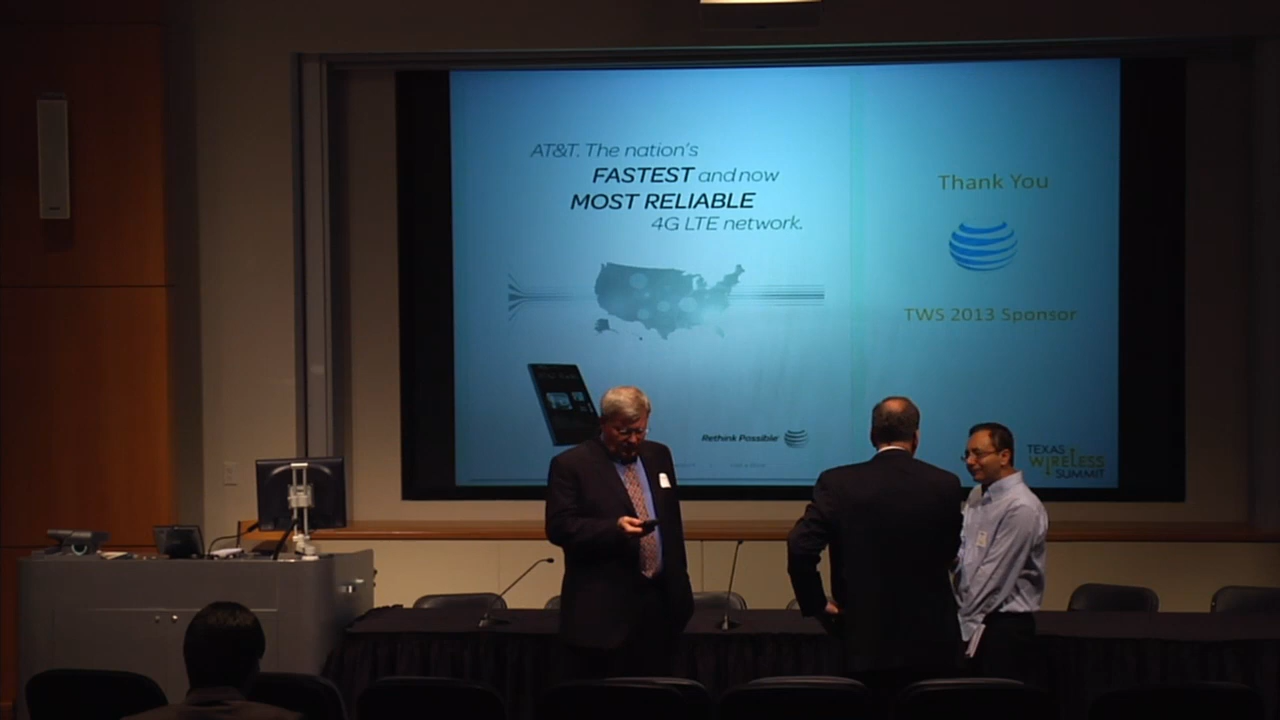 AT&T. The nation's
FASTEST and now
MOST RELIABLE
4G LTE network.
Rethink Possible
Thank You
TWS 2013 Sponsor
TEXAS
WIRELESS
SUMMIT